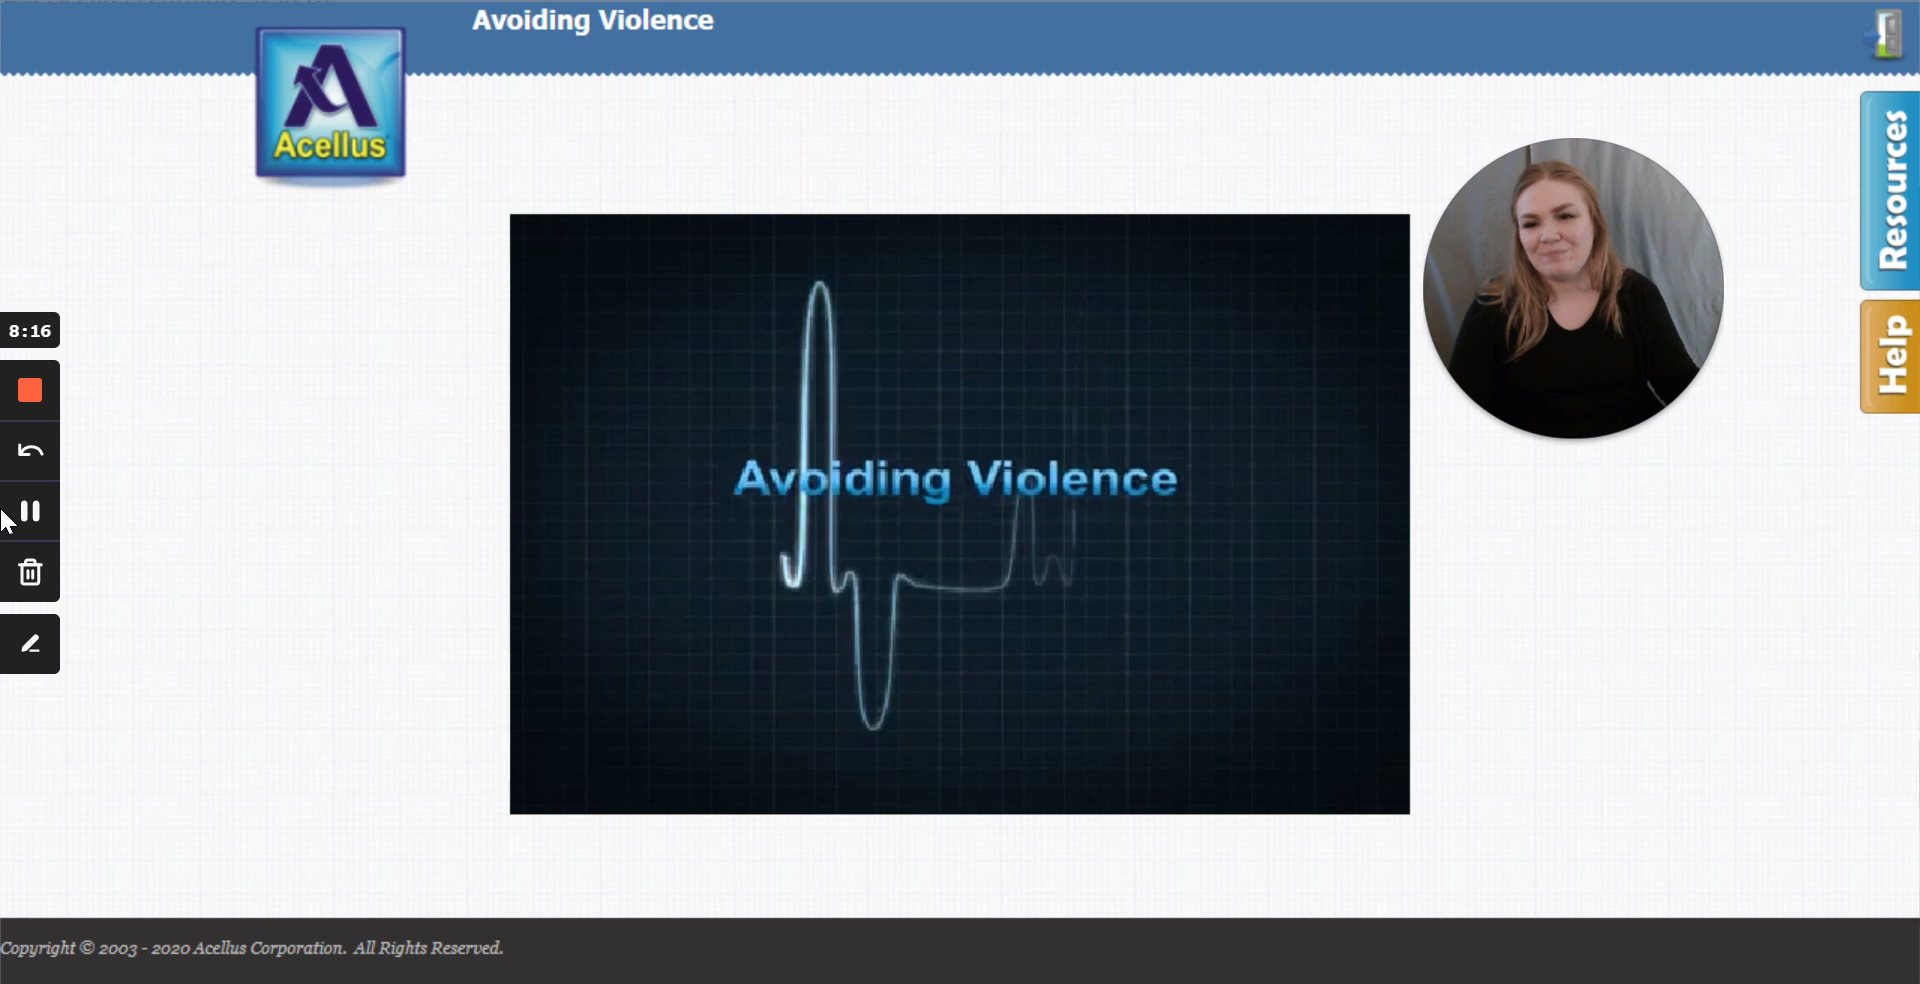 Avoiding Violence
Acellus
Resources
Help
8:16
Avoiding Violence
Copyright © 2003 - 2020 Acellus Corporation. All Rights Reserved.